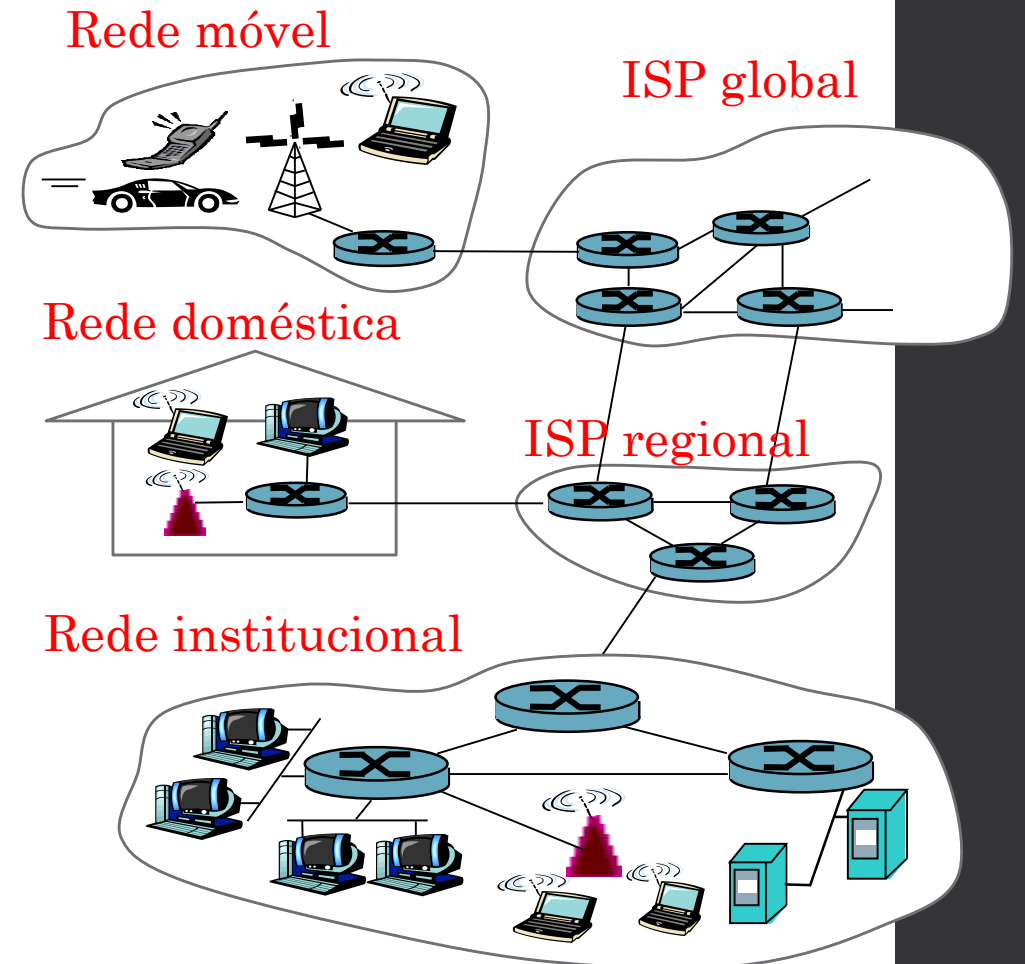 Rede móvel
ISP global
Rede doméstica
ISP regional
Rede institucional